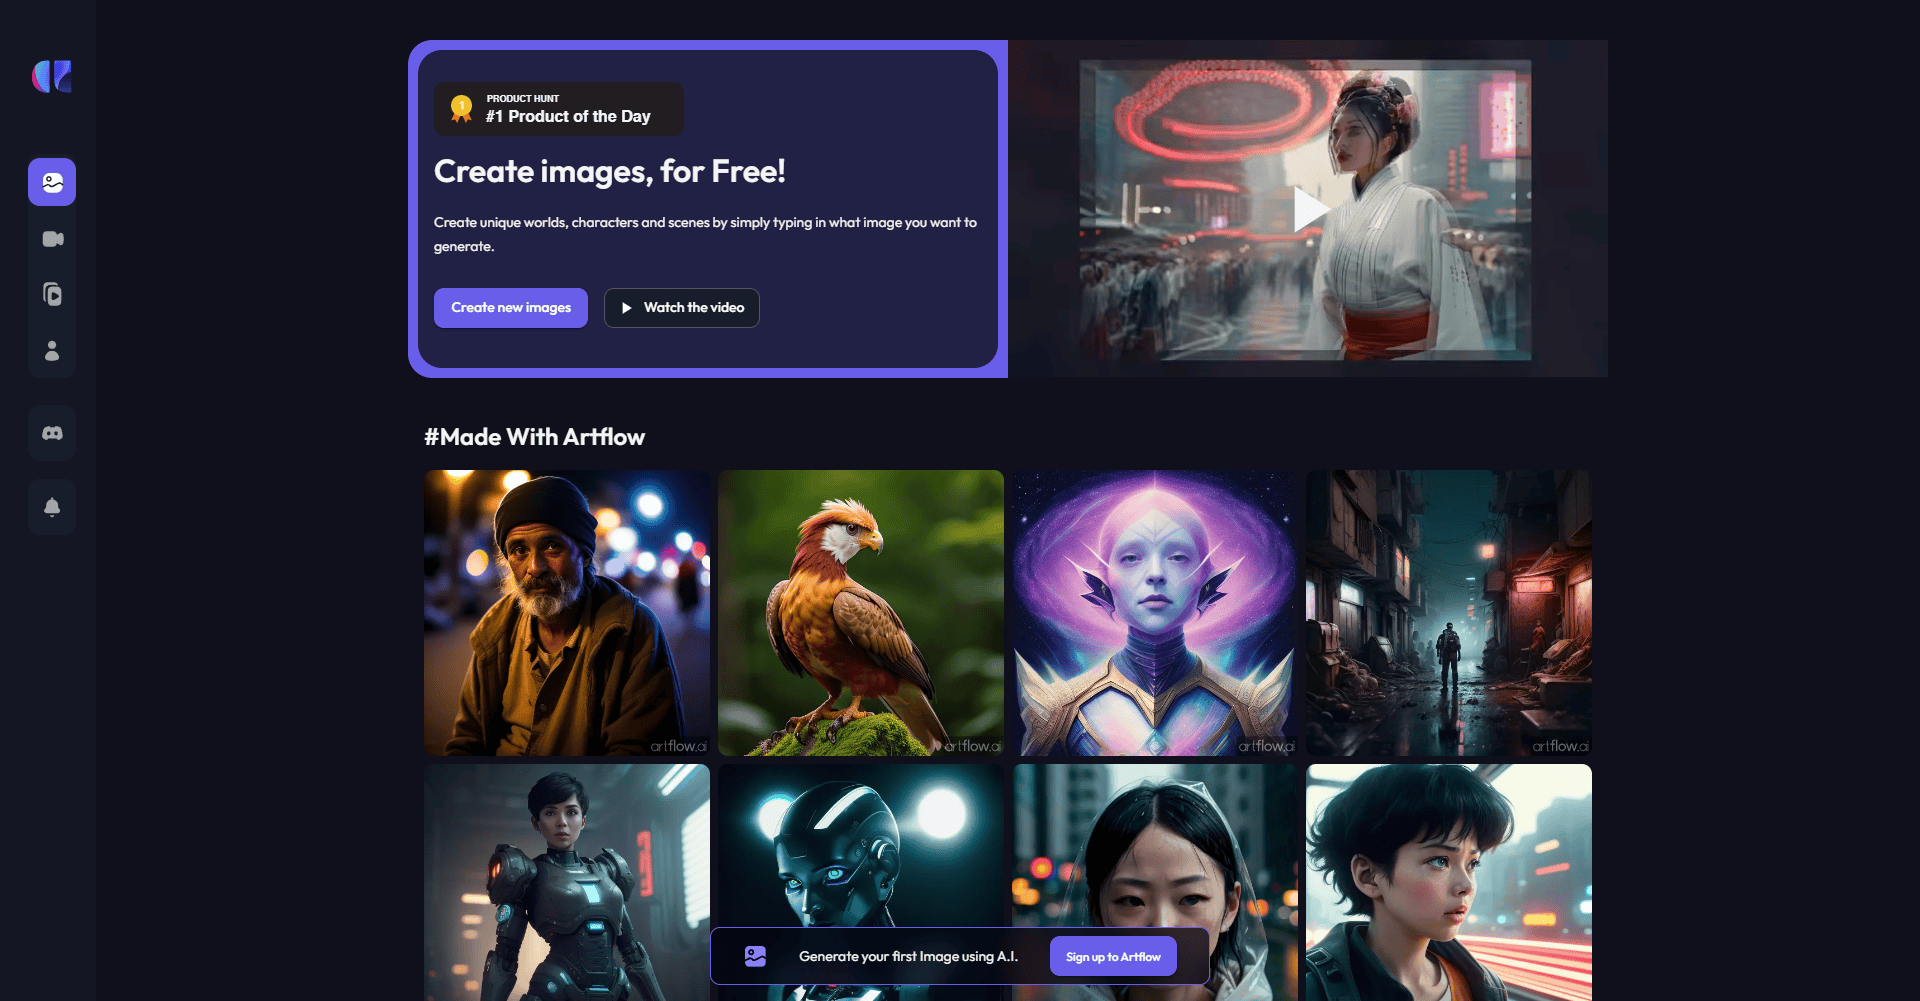 PRODUCT HUNT
1
#1 Product of the Day
Create images, for Free!
Create unique worlds, characters and scenes by simply typing in what image you want to
generate.
Create new images
Watch the video
#Made With Artflow
artflow.ai
artflow.ai
artflow.ai
artflow.ai
Generate your first Image using A.I.
Sign up to Artflow